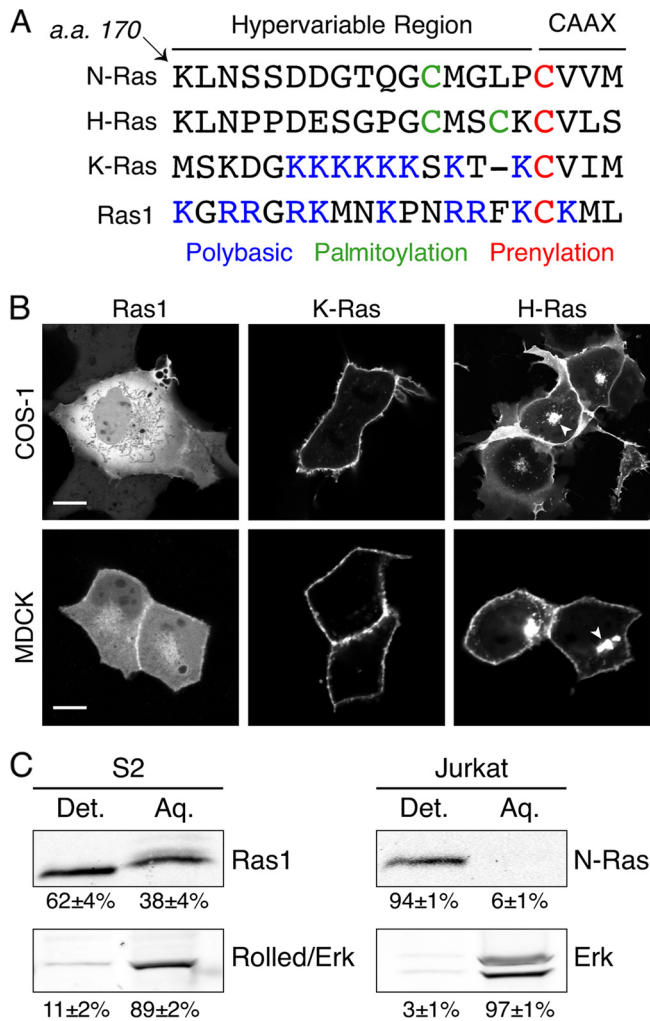 A
a.a. 170
Hypervariable Region CAAX
N-Ras KLNSSDDGTQGCMGLPCVVM
H-Ras KLNPPDESGPGCMSCKCVLS
K-Ras MSKDGKKKKKKSKT-KCVIM
Ras1 KGRRGRKMNKPNRRFKCKML
Polybasic Palmitoylation Prenylation
B
Ras1 K-Ras H-Ras
COS-1
MDCK
C
S2 Jurkat
Det. Aq. Det. Aq.
Ras1 N-Ras
62±4% 38±4% 94±1% 6±1%
Rolled/Erk Erk
11±2% 89±2% 3±1% 97±1%